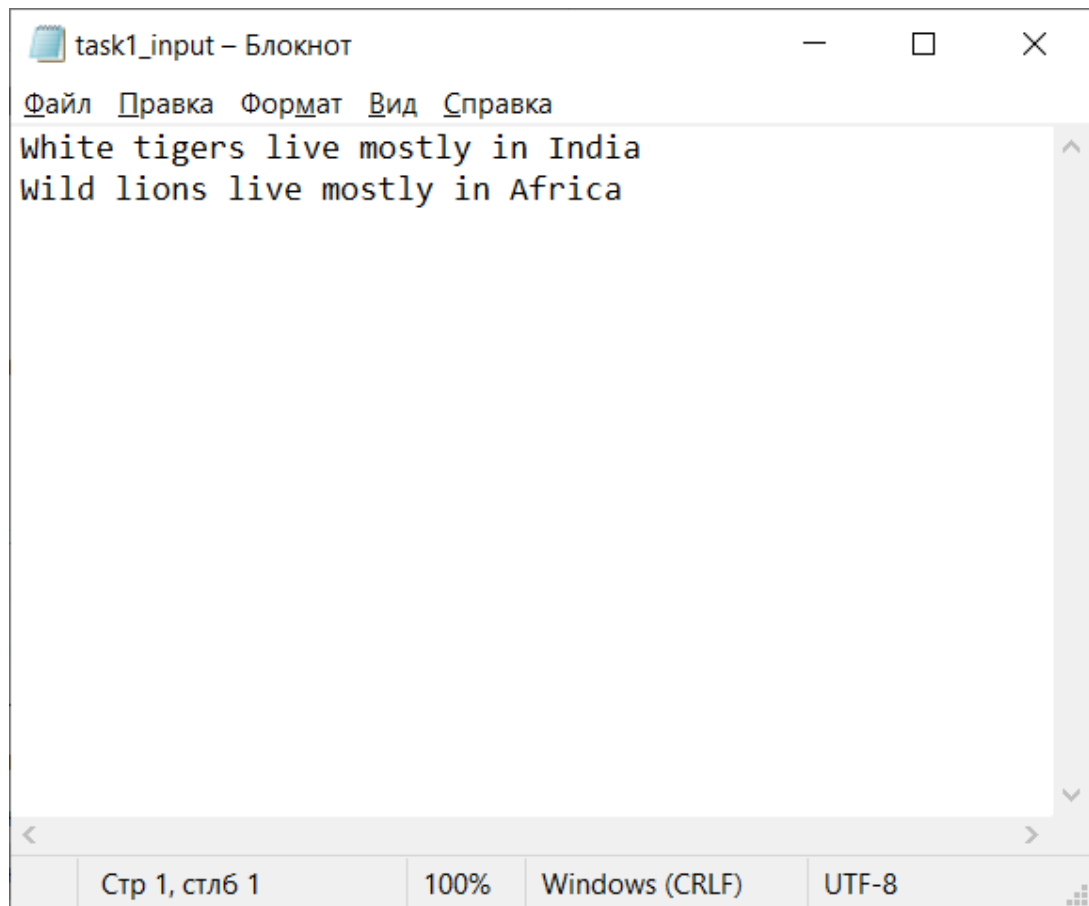 task1_input – Блокнот
Файл Правка Формат Вид Справка
White tigers live mostly in India
Wild lions live mostly in Africa
Стр 1, стлб 1 100% Windows (CRLF) UTF-8